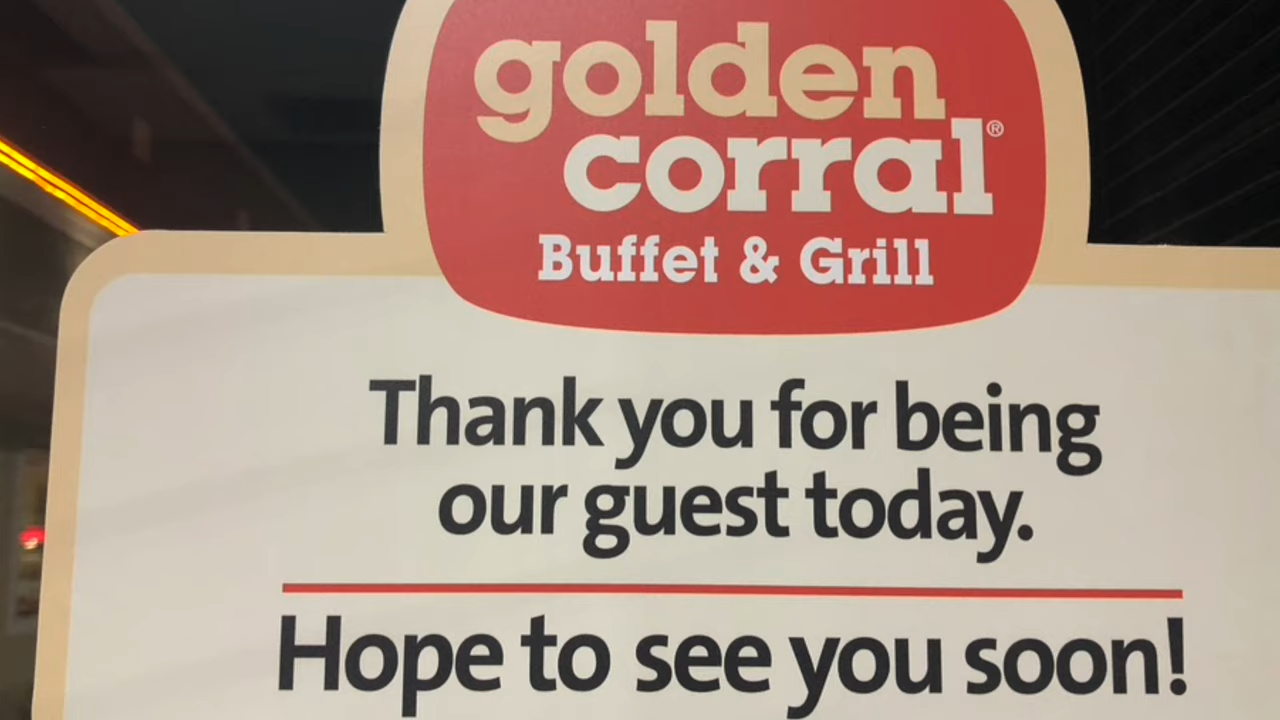 golden
corral®
Buffet & Grill
Thank you for being
our guest today.
Hope to see you soon!